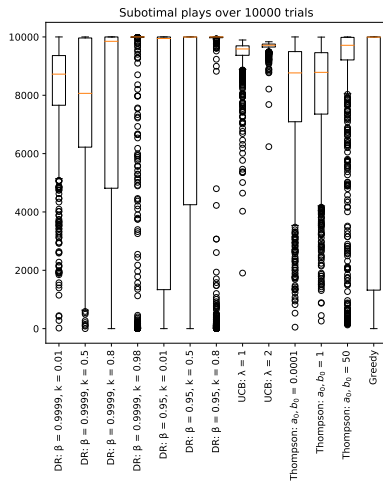 Subotimal plays over 10000 trials
10000
8000
6000
4000
2000
0
DR: β = 0.9999, k = 0.01
DR: β = 0.9999, k = 0.5
DR: β = 0.9999, k = 0.8
DR: β = 0.9999, k = 0.98
DR: β = 0.95, k = 0.01
DR: β = 0.95, k = 0.5
DR: β = 0.95, k = 0.8
UCB: λ = 1
UCB: λ = 2
Thompson: a₀, b₀ = 0.0001
Thompson: a₀, b₀ = 1
Thompson: a₀, b₀ = 50
Greedy